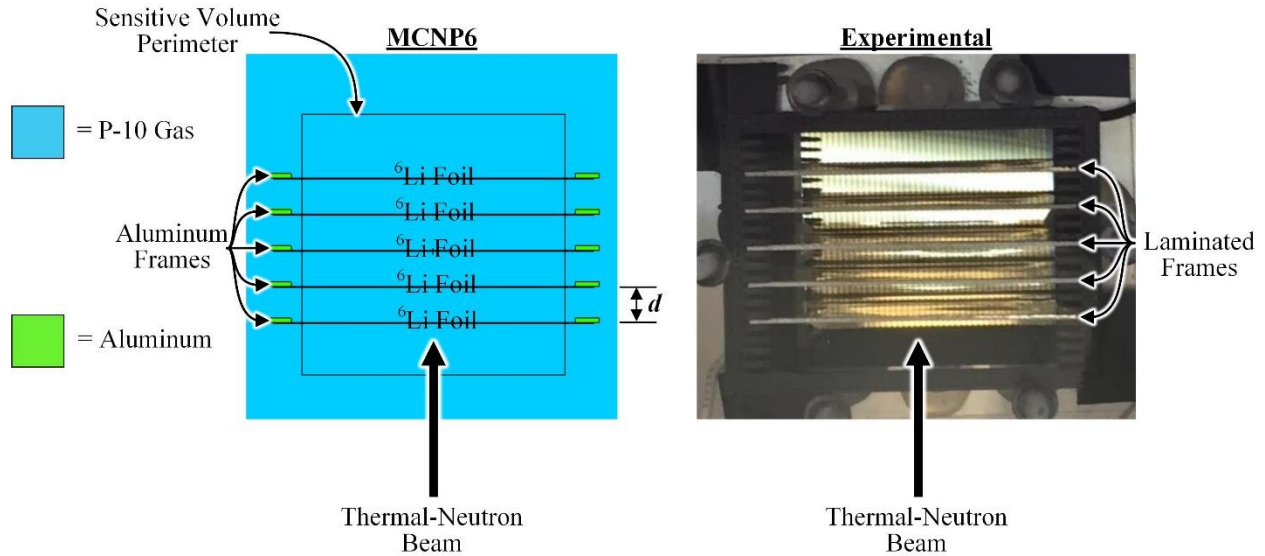 Sensitive Volume
Perimeter
MCNP6
Experimental
= P-10 Gas
⁶Li Foil
⁶Li Foil
⁶Li Foil
⁶Li Foil
⁶Li Foil
Aluminum
Frames
d
= Aluminum
Laminated
Frames
Thermal-Neutron
Beam
Thermal-Neutron
Beam